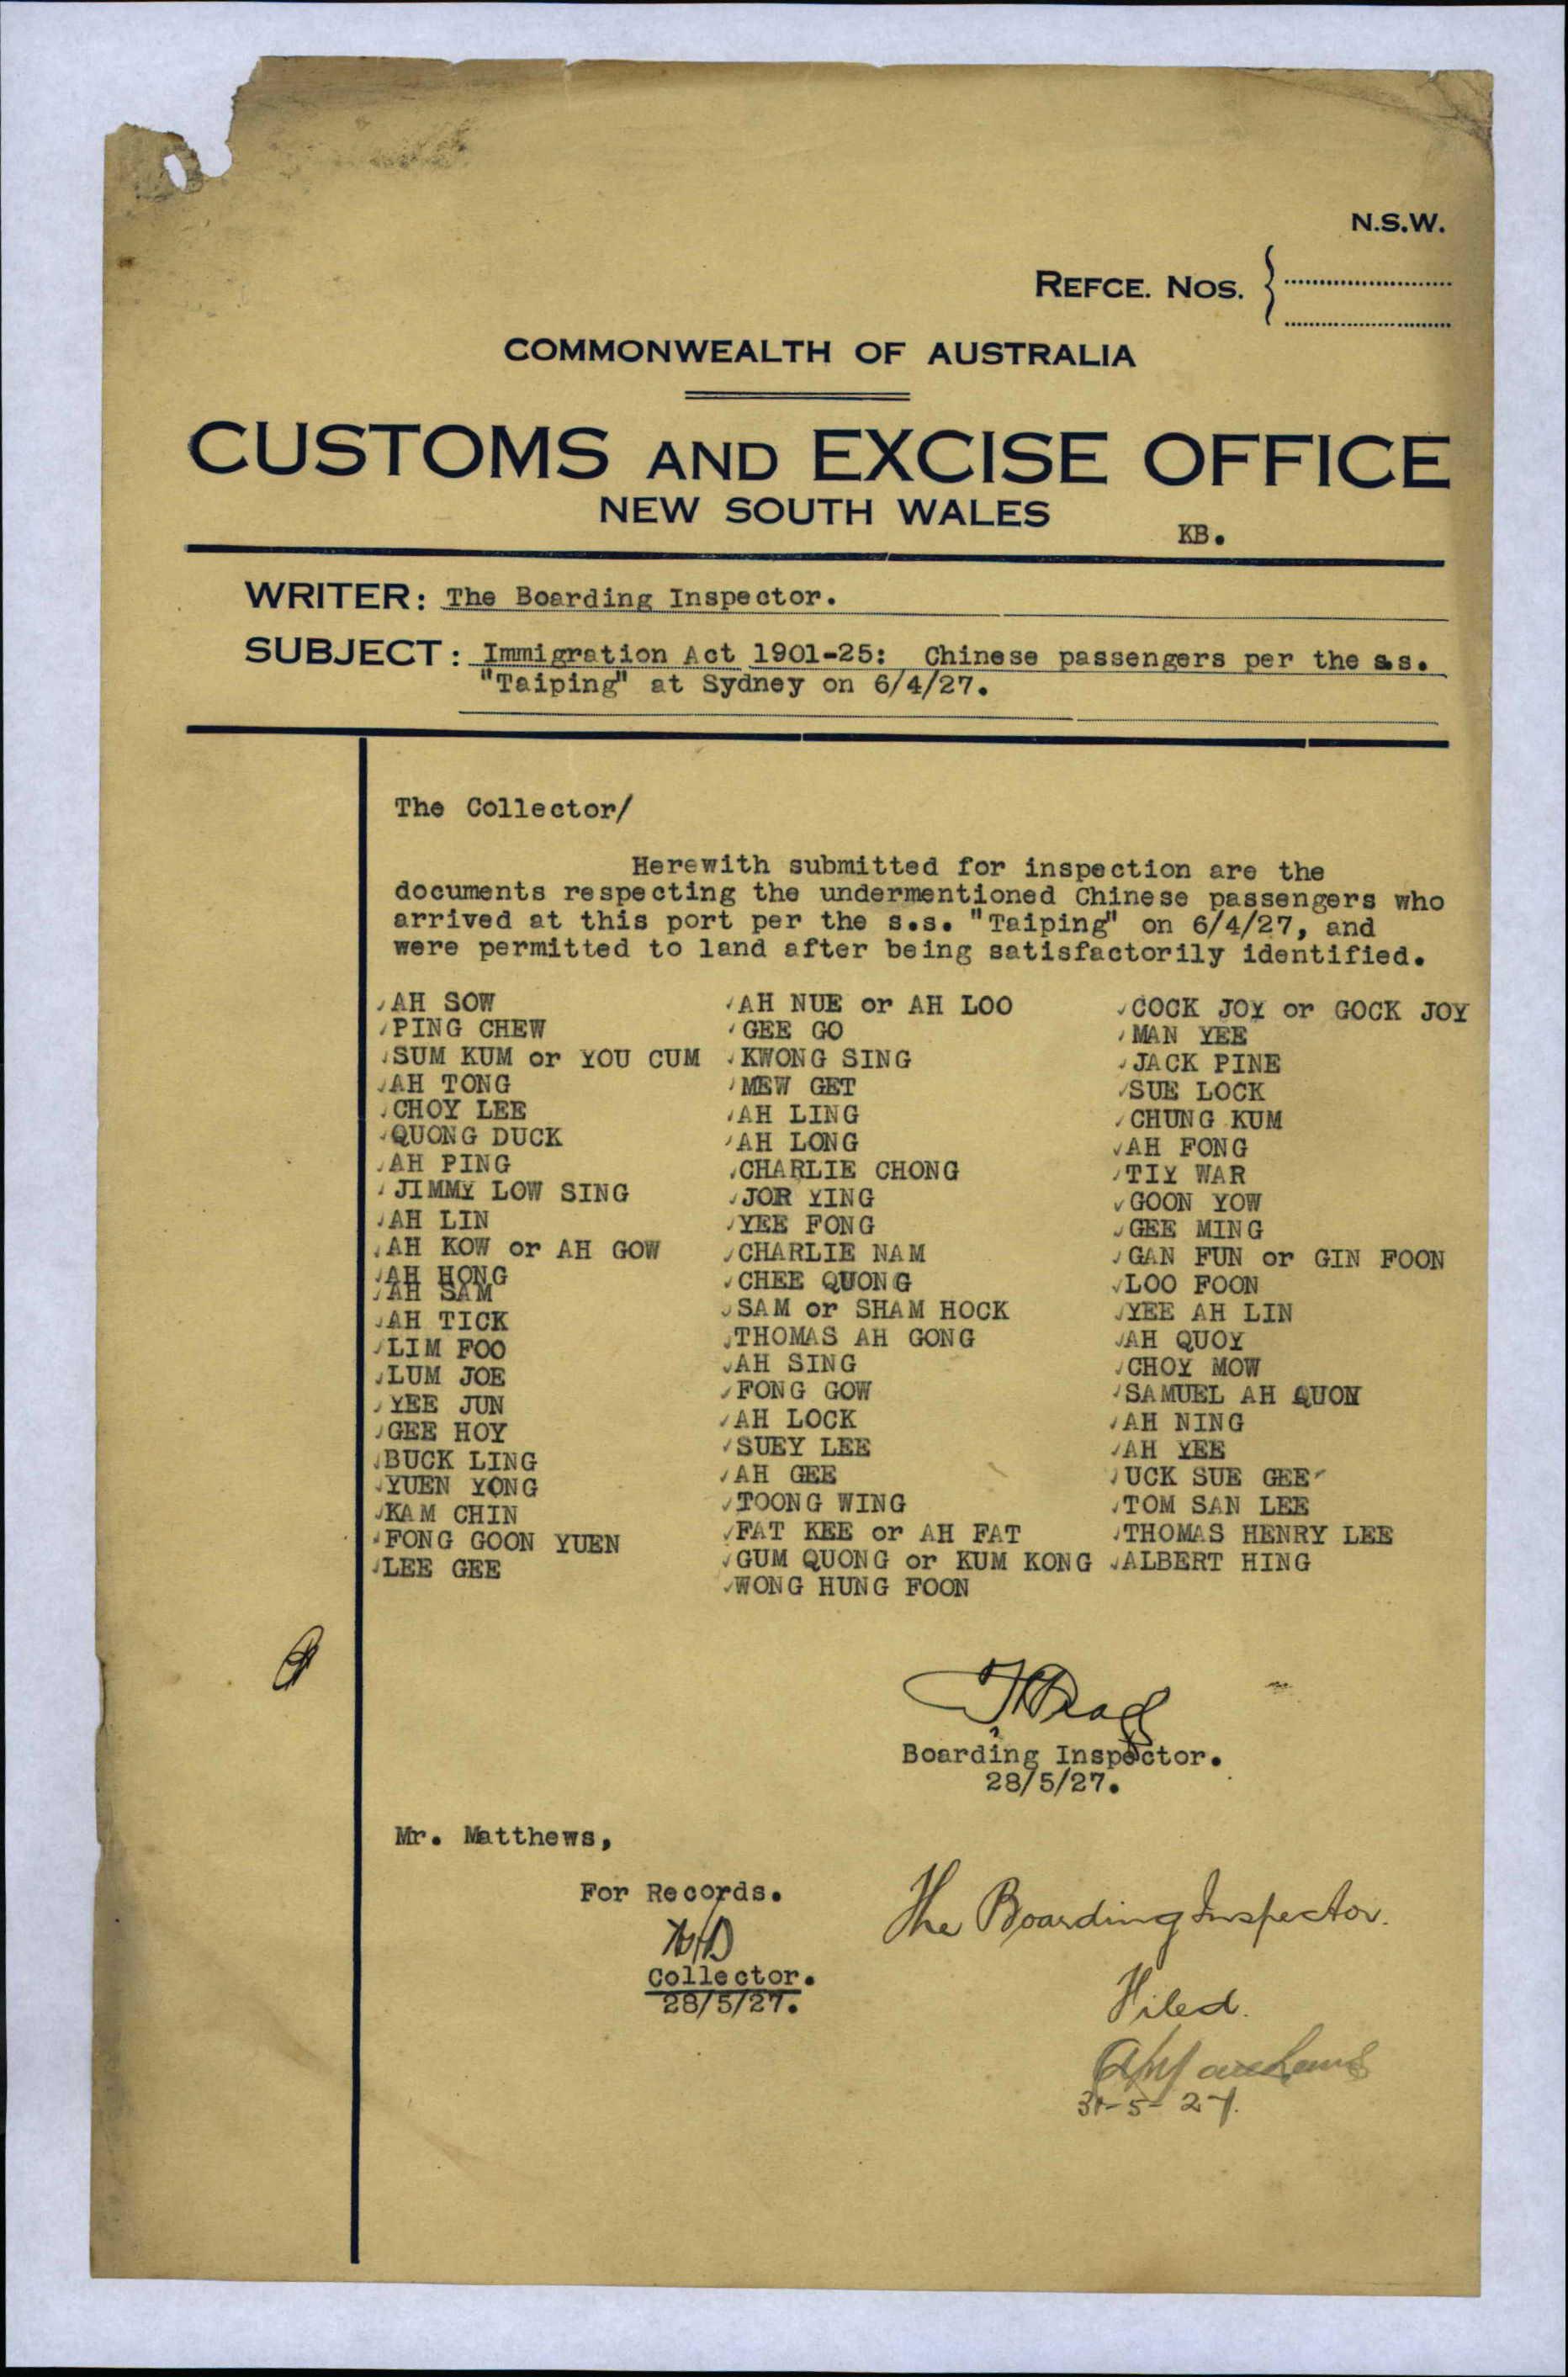 N.S.W.
REFCE. NOS.
COMMONWEALTH OF AUSTRALIA
CUSTOMS AND EXCISE OFFICE
NEW SOUTH WALES
KB.
WRITER: The Boarding Inspector.
SUBJECT: Immigration Act 1901-25: Chinese passengers per the s.s.
"Taiping" at Sydney on 6/4/27.
The Collector/
Herewith submitted for inspection are the
documents respecting the undermentioned Chinese passengers who
arrived at this port per the s.s. "Taiping" on 6/4/27, and
were permitted to land after being satisfactorily identified.
AH SOW
PING CHEW
SUM KUM or YOU CUM
AH TONG
CHOY LEE
QUONG DUCK
AH PING
JIMMY LOW SING
AH LIN
AH KOW or AH GOW
AH HONG
AH SAM
AH TICK
LIM FOO
LUM JOE
YEE JUN
GEE HOY
BUCK LING
YUEN YONG
KAM CHIN
FONG GOON YUEN
LEE GEE
AH NUE or AH LOO
GEE GO
KWONG SING
MEW GET
AH LING
AH LONG
CHARLIE CHONG
JOR YING
YEE FONG
CHARLIE NAM
CHEE QUONG
SAM or SHAM HOCK
THOMAS AH GONG
AH SING
FONG GOW
AH LOCK
SUEY LEE
AH GEE
TOONG WING
FAT KEE or AH FAT
GUM QUONG or KUM KONG
WONG HUNG FOON
COCK JOY or GOCK JOY
MAN YEE
JACK PINE
SUE LOCK
CHUNG KUM
AH FONG
TIY WAR
GOON YOW
GEE MING
GAN FUN or GIN FOON
LOO FOON
YEE AH LIN
AH QUOY
CHOY MOW
SAMUEL AH QUON
AH NING
AH YEE
UCK SUE GEE
TOM SAN LEE
THOMAS HENRY LEE
ALBERT HING
Boarding Inspector.
28/5/27.
Mr. Matthews,
For Records.
Collector.
28/5/27.
The Boarding Inspector.
Filed.